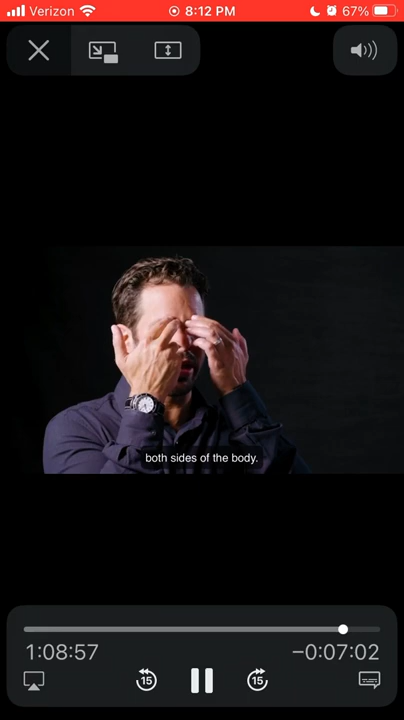 Verizon 8:12 PM 67%
both sides of the body.
1:08:57 −0:07:02
15 15